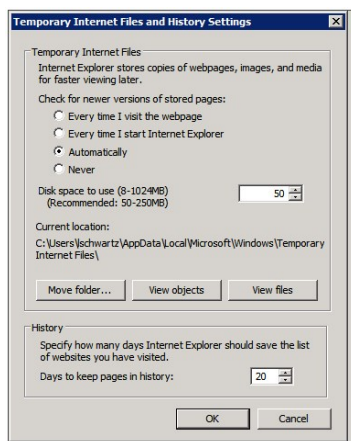 Temporary Internet Files and History Settings
Temporary Internet Files
Internet Explorer stores copies of webpages, images, and media
for faster viewing later.
Check for newer versions of stored pages:
Every time I visit the webpage
Every time I start Internet Explorer
Automatically
Never
Disk space to use (8-1024MB)
(Recommended: 50-250MB)
50
Current location:
C:\Users\lschwartz\AppData\Local\Microsoft\Windows\Temporary
Internet Files\
Move folder... View objects View files
History
Specify how many days Internet Explorer should save the list
of websites you have visited.
Days to keep pages in history: 20
OK Cancel